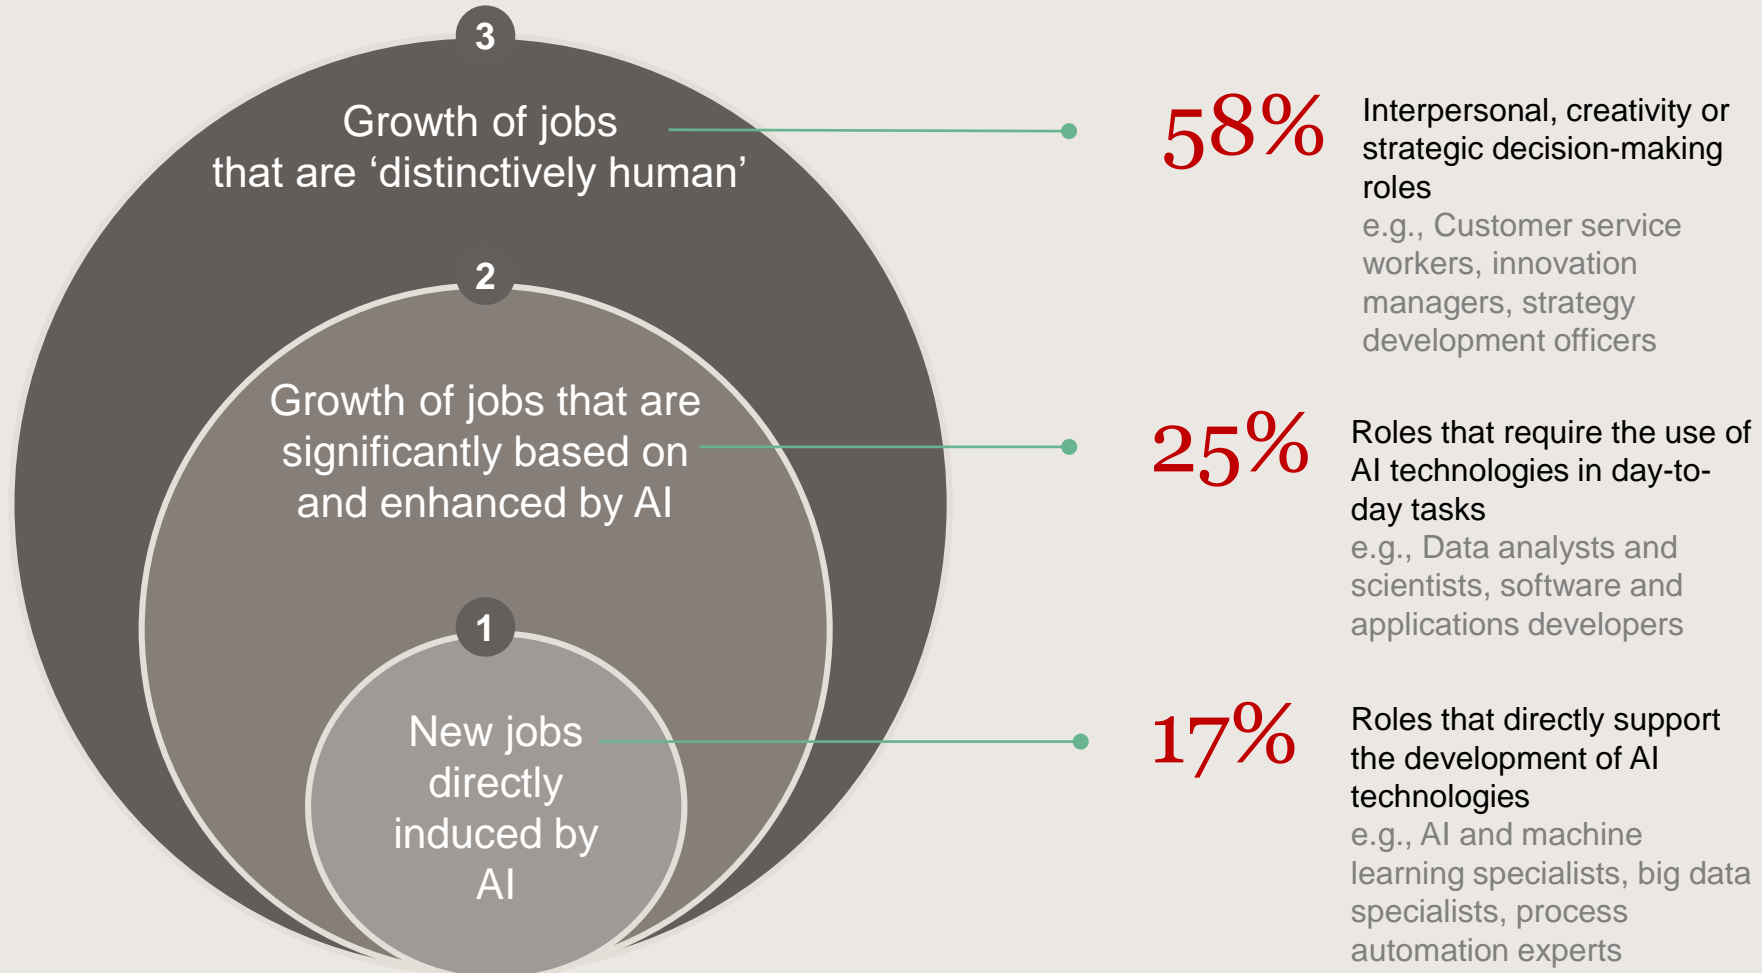 3
Growth of jobs
that are ‘distinctively human’
58%
Interpersonal, creativity or
strategic decision-making
roles
e.g., Customer service
workers, innovation
managers, strategy
development officers
2
Growth of jobs that are
significantly based on
and enhanced by AI
25%
Roles that require the use of
AI technologies in day-to-
day tasks
e.g., Data analysts and
scientists, software and
applications developers
1
New jobs
directly
induced by
AI
17%
Roles that directly support
the development of AI
technologies
e.g., AI and machine
learning specialists, big data
specialists, process
automation experts